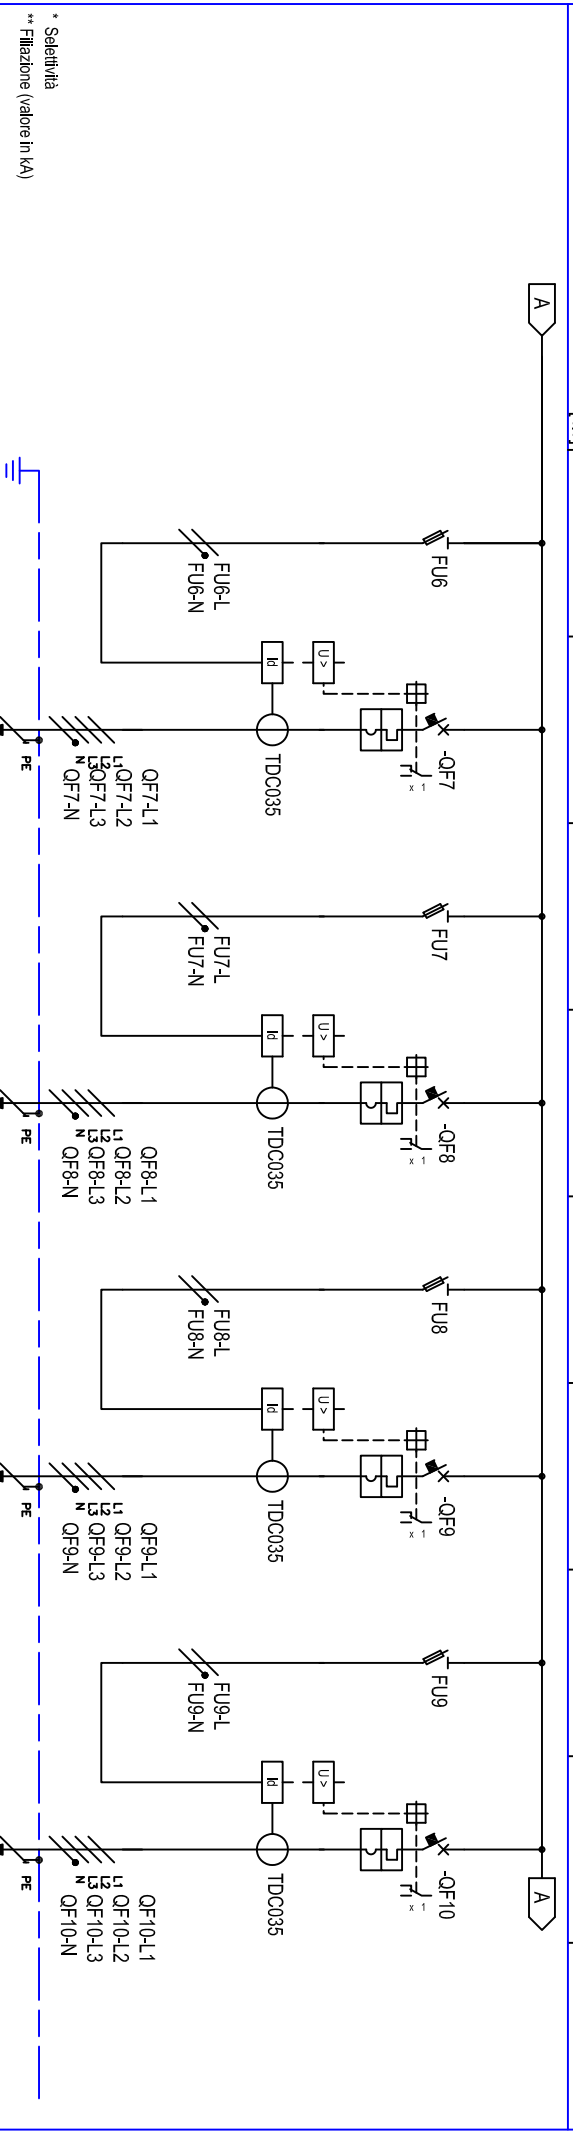 A
FU6
-QF7
x 1
U >
Id
TDC035
FU6-L
FU6-N
L1
L2
L3
N
QF7-L1
QF7-L2
QF7-L3
QF7-N
PE
FU7
-QF8
x 1
U >
Id
TDC035
FU7-L
FU7-N
L1
L2
L3
N
QF8-L1
QF8-L2
QF8-L3
QF8-N
PE
FU8
-QF9
x 1
U >
Id
TDC035
FU8-L
FU8-N
L1
L2
L3
N
QF9-L1
QF9-L2
QF9-L3
QF9-N
PE
FU9
-QF10
x 1
U >
Id
TDC035
FU9-L
FU9-N
L1
L2
L3
N
QF10-L1
QF10-L2
QF10-L3
QF10-N
PE
A
* Selettività
** Filiazione (valore in kA)